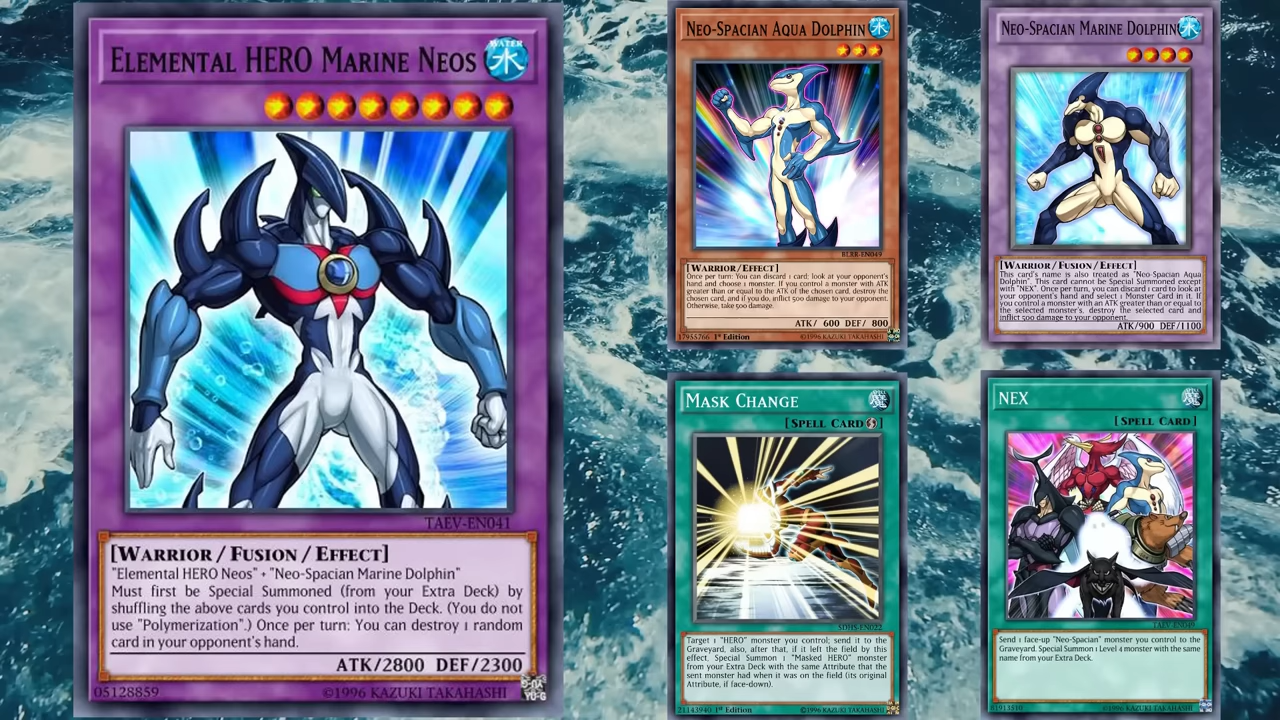 Elemental HERO Marine Neos
WATER
水
TAEV-EN041
[Warrior / Fusion / Effect]
"Elemental HERO Neos" + "Neo-Spacian Marine Dolphin"
Must first be Special Summoned (from your Extra Deck) by
shuffling the above cards you control into the Deck. (You do not
use "Polymerization".) Once per turn: You can destroy 1 random
card in your opponent's hand.
ATK/2800 DEF/2300
05128859
©1996 KAZUKI TAKAHASHI
Neo-Spacian Aqua Dolphin
WATER
水
BLRR-EN049
[Warrior/Effect]
Once per turn: You can discard 1 card; look at your opponent's
hand and choose 1 monster. If you control a monster with ATK
greater than or equal to the ATK of the chosen card, destroy the
chosen card, and if you do, inflict 500 damage to your opponent.
Otherwise, take 500 damage.
ATK/ 600 DEF/ 800
17955766 1st Edition
©1996 KAZUKI TAKAHASHI
Neo-Spacian Marine Dolphin
WATER
水
[Warrior/Fusion/Effect]
This card's name is also treated as "Neo-Spacian Aqua
Dolphin". This card cannot be Special Summoned except
with "NEX". Once per turn, you can discard 1 card to look at
your opponent's hand and select 1 Monster Card in it. If
you control a monster with an ATK greater than or equal to
the selected monster's, destroy the selected card and
inflict 500 damage to your opponent.
ATK/900 DEF/1100
Mask Change
[Spell Card]
SDHS-EN022
Target 1 "HERO" monster you control; send it to the
Graveyard, also, after that, if it left the field by this
effect, Special Summon 1 "Masked HERO" monster
from your Extra Deck with the same Attribute that the
sent monster had when it was on the field (its original
Attribute, if face-down).
21143940 1st Edition
©1996 KAZUKI TAKAHASHI
NEX
[Spell Card]
TAEV-EN049
Send 1 face-up "Neo-Spacian" monster you control to the
Graveyard. Special Summon 1 Level 4 monster with the same
name from your Extra Deck.
81913510
©1996 KAZUKI TAKAHASHI